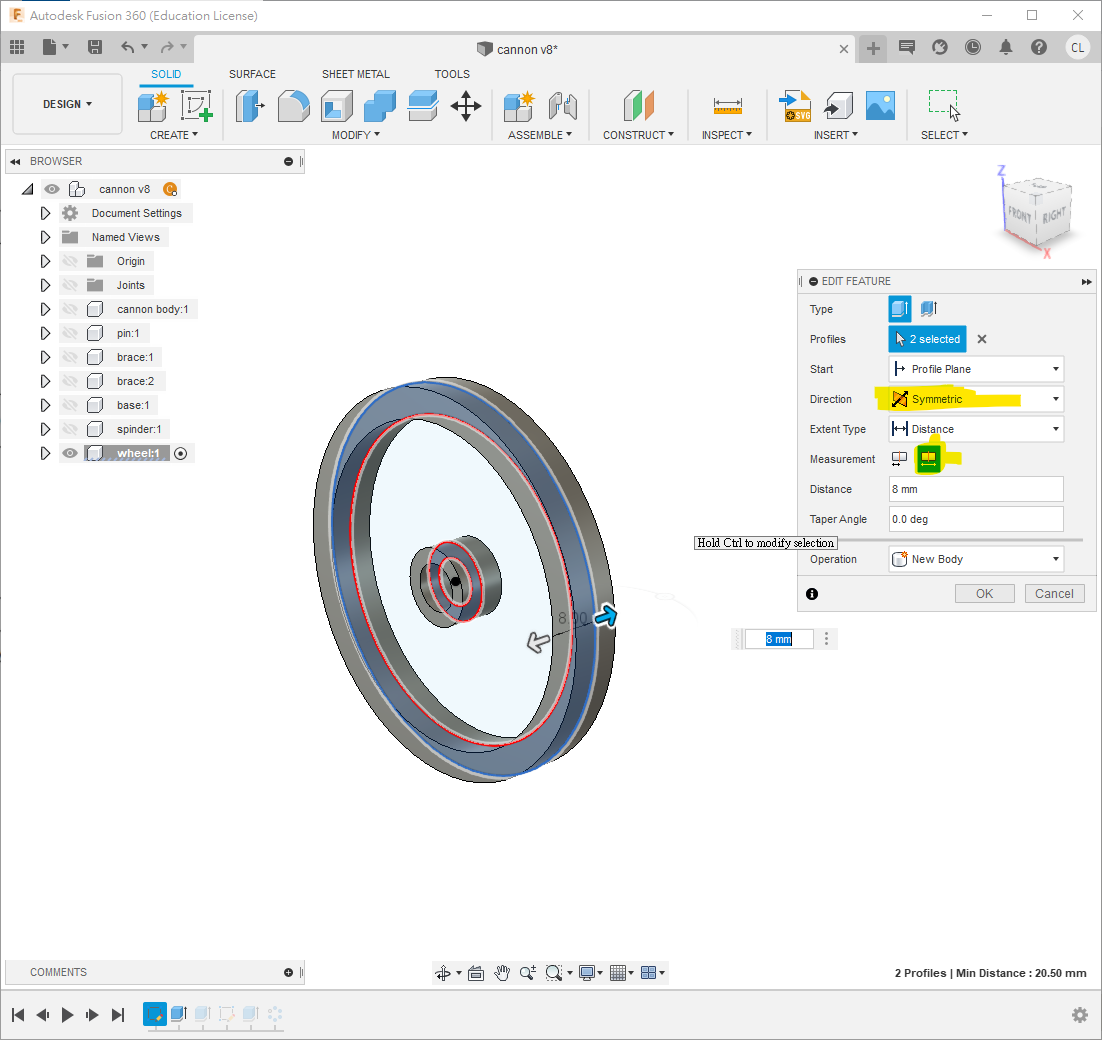 Autodesk Fusion 360 (Education License)
cannon v8*
CL
DESIGN
SOLID SURFACE SHEET METAL TOOLS
CREATE MODIFY ASSEMBLE CONSTRUCT INSPECT INSERT SELECT
SVG
BROWSER
cannon v8
Document Settings
Named Views
Origin
Joints
cannon body:1
pin:1
brace:1
brace:2
base:1
spinder:1
wheel:1
Z
FRONT RIGHT
X
EDIT FEATURE
Type
Profiles 2 selected
Start Profile Plane
Direction Symmetric
Extent Type Distance
Measurement
Distance 8 mm
Taper Angle 0.0 deg
Hold Ctrl to modify selection
Operation New Body
OK Cancel
8.00
8 mm
COMMENTS
2 Profiles | Min Distance : 20.50 mm